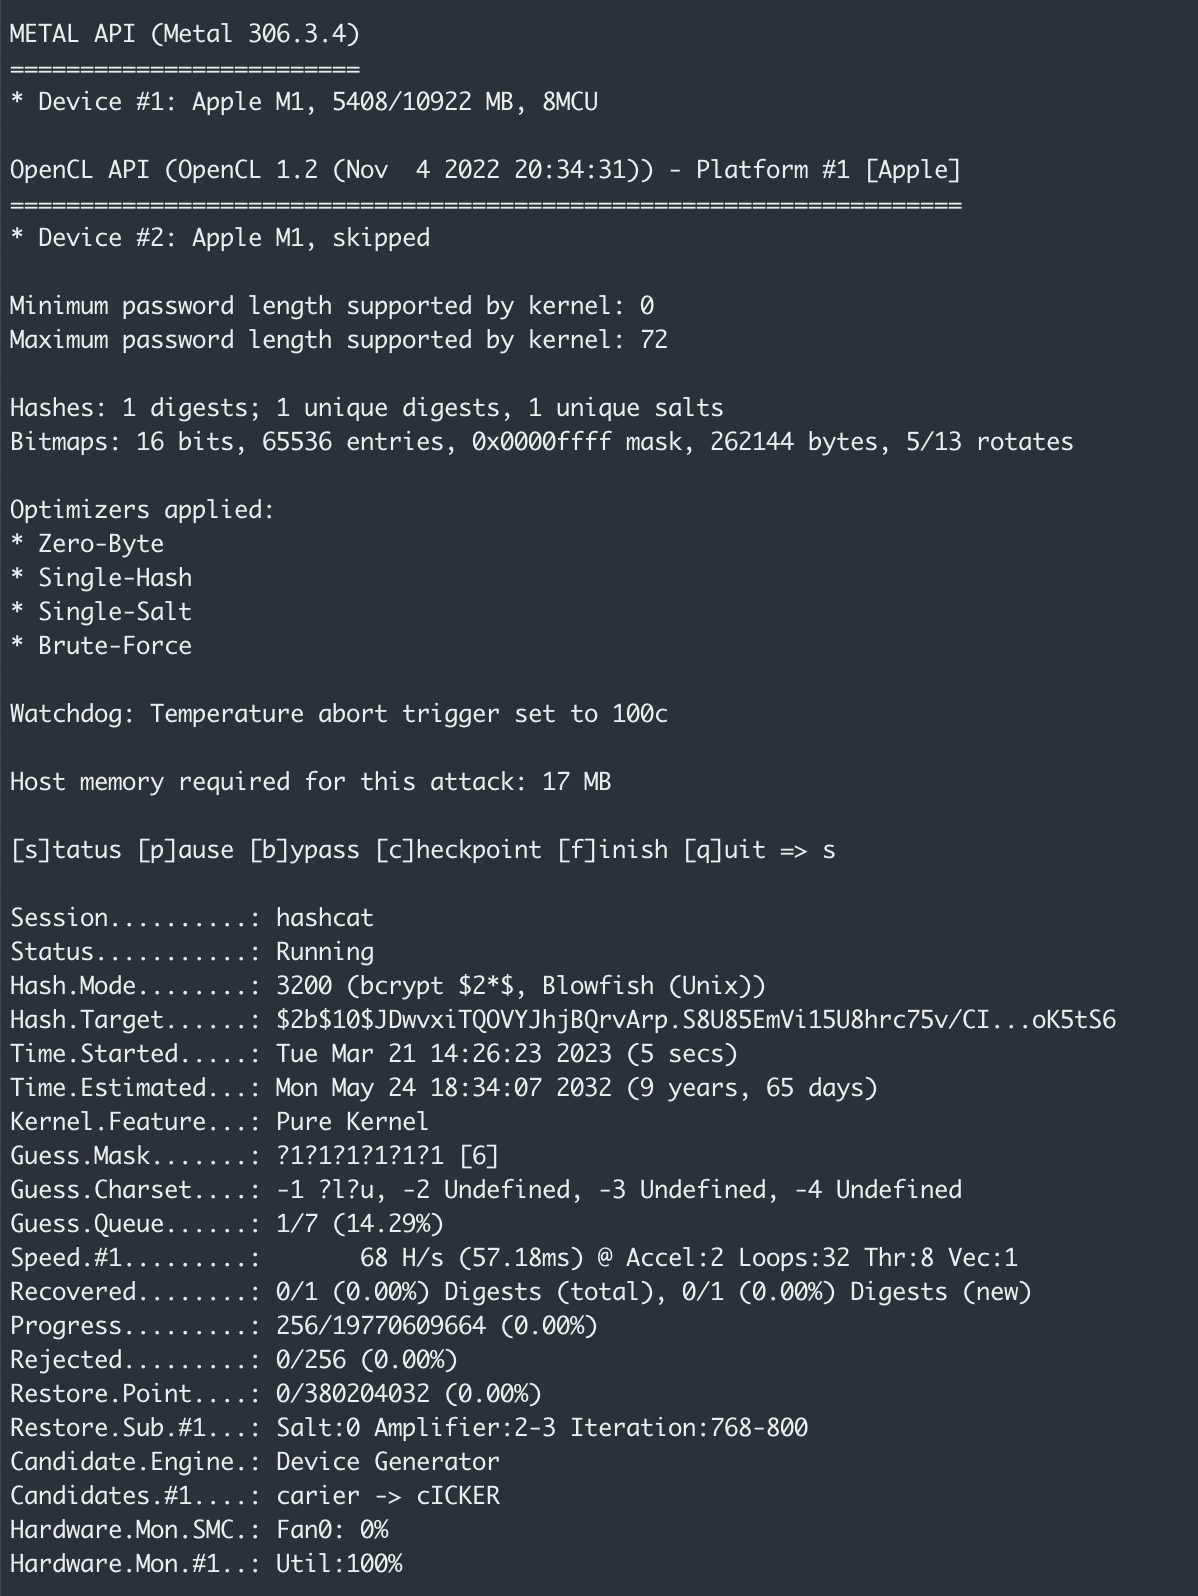 METAL API (Metal 306.3.4)
=========================
* Device #1: Apple M1, 5408/10922 MB, 8MCU
OpenCL API (OpenCL 1.2 (Nov  4 2022 20:34:31)) - Platform #1 [Apple]
====================================================================
* Device #2: Apple M1, skipped
Minimum password length supported by kernel: 0
Maximum password length supported by kernel: 72
Hashes: 1 digests; 1 unique digests, 1 unique salts
Bitmaps: 16 bits, 65536 entries, 0x0000ffff mask, 262144 bytes, 5/13 rotates
Optimizers applied:
* Zero-Byte
* Single-Hash
* Single-Salt
* Brute-Force
Watchdog: Temperature abort trigger set to 100c
Host memory required for this attack: 17 MB
[s]tatus [p]ause [b]ypass [c]heckpoint [f]inish [q]uit => s
Session..........: hashcat
Status...........: Running
Hash.Mode........: 3200 (bcrypt $2*$, Blowfish (Unix))
Hash.Target......: $2b$10$JDwvxiTQOVYJhjBQrvArp.S8U85EmVi15U8hrc75v/CI...oK5tS6
Time.Started.....: Tue Mar 21 14:26:23 2023 (5 secs)
Time.Estimated...: Mon May 24 18:34:07 2032 (9 years, 65 days)
Kernel.Feature...: Pure Kernel
Guess.Mask.......: ?1?1?1?1?1?1 [6]
Guess.Charset....: -1 ?l?u, -2 Undefined, -3 Undefined, -4 Undefined
Guess.Queue......: 1/7 (14.29%)
Speed.#1.........:       68 H/s (57.18ms) @ Accel:2 Loops:32 Thr:8 Vec:1
Recovered........: 0/1 (0.00%) Digests (total), 0/1 (0.00%) Digests (new)
Progress.........: 256/19770609664 (0.00%)
Rejected.........: 0/256 (0.00%)
Restore.Point....: 0/380204032 (0.00%)
Restore.Sub.#1...: Salt:0 Amplifier:2-3 Iteration:768-800
Candidate.Engine.: Device Generator
Candidates.#1....: carier -> cICKER
Hardware.Mon.SMC.: Fan0: 0%
Hardware.Mon.#1..: Util:100%